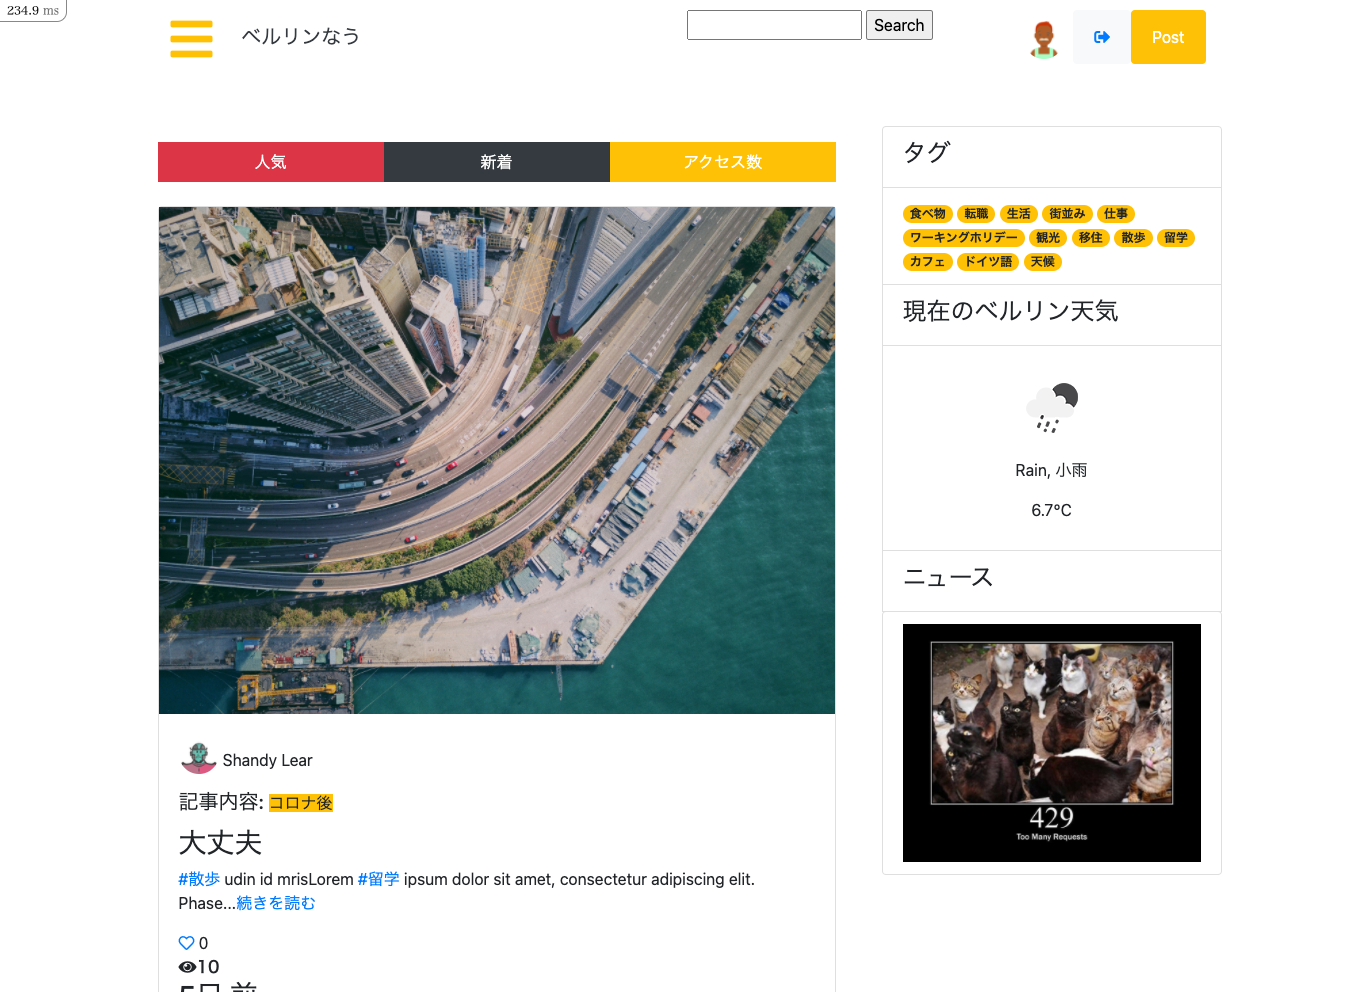 234.9 ms
ベルリンなう
Search
Post
人気
新着
アクセス数
Shandy Lear
記事内容: コロナ後
大丈夫
#散歩 udin id mrisLorem #留学 ipsum dolor sit amet, consectetur adipiscing elit.
Phase...続きを読む
0
10
5日前
タグ
食べ物 転職 生活 街並み 仕事
ワーキングホリデー 観光 移住 散歩 留学
カフェ ドイツ語 天候
現在のベルリン天気
Rain, 小雨
6.7°C
ニュース
429
Too Many Requests